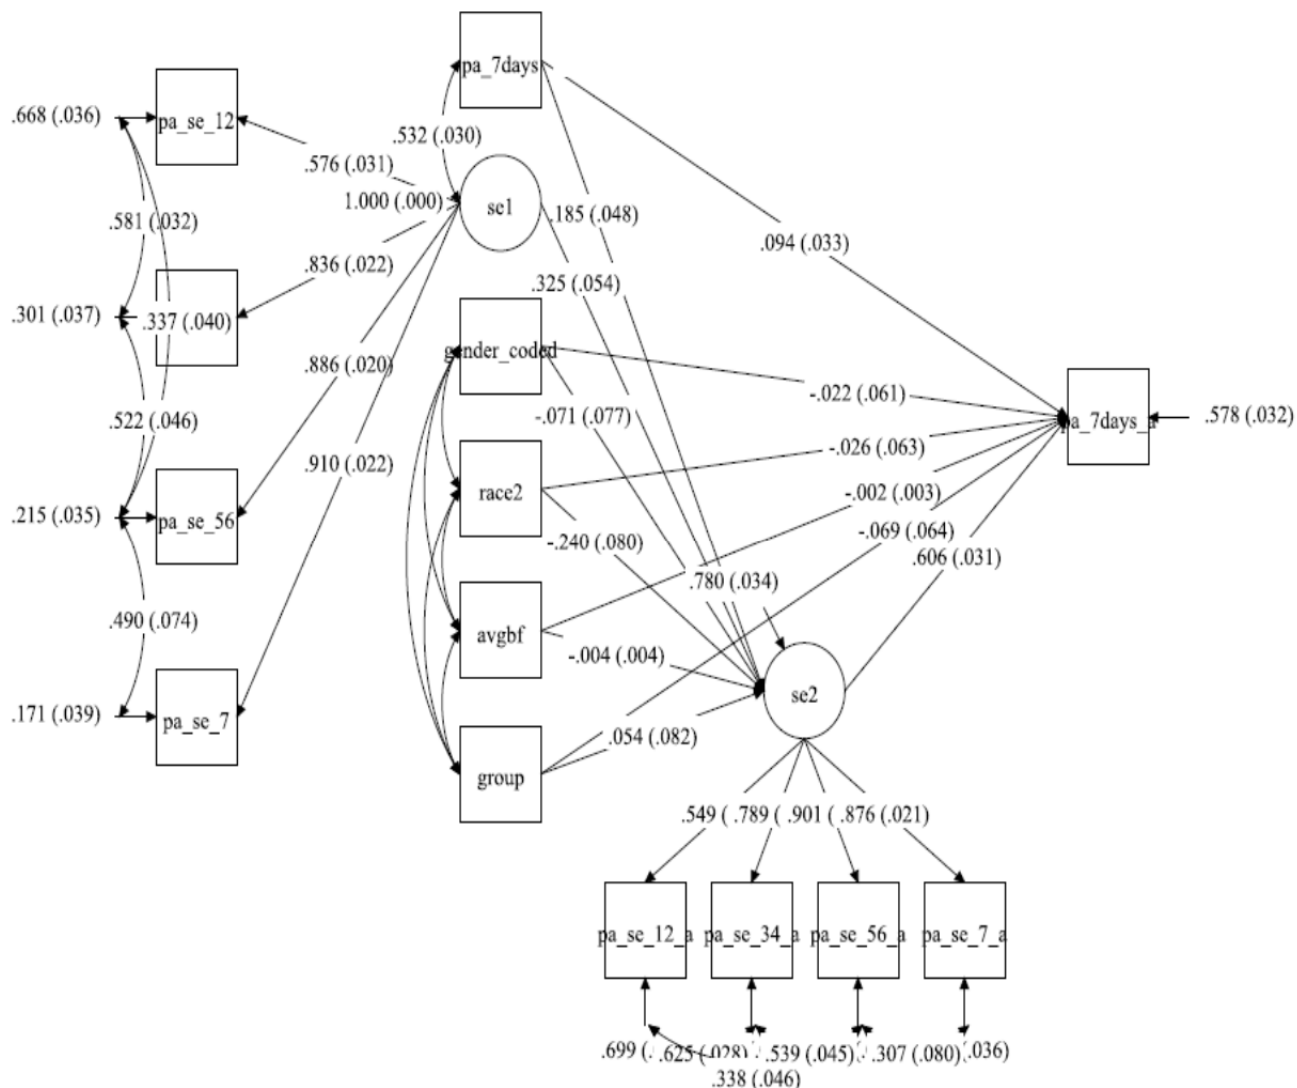 pa_7days
.668 (.036)
pa_se_12
.532 (.030)
.576 (.031)
1.000 (.000)
se1
.185 (.048)
.581 (.032)
.094 (.033)
.836 (.022)
.325 (.054)
.301 (.037)
.337 (.040)
gender_coded
.886 (.020)
-.022 (.061)
-.071 (.077)
pa_7days_a
.578 (.032)
.522 (.046)
-.026 (.063)
.910 (.022)
race2
-.002 (.003)
.215 (.035)
pa_se_56
-.069 (.064)
-.240 (.080)
.606 (.031)
.780 (.034)
.490 (.074)
avgbf
-.004 (.004)
se2
.171 (.039)
pa_se_7
.054 (.082)
group
.549 ( .789 ( .901 ( .876 (.021)
pa_se_12_a pa_se_34_a pa_se_56_a pa_se_7_a
.699 (. .625 (.028) .539 (.045) .307 (.080) .036)
.338 (.046)